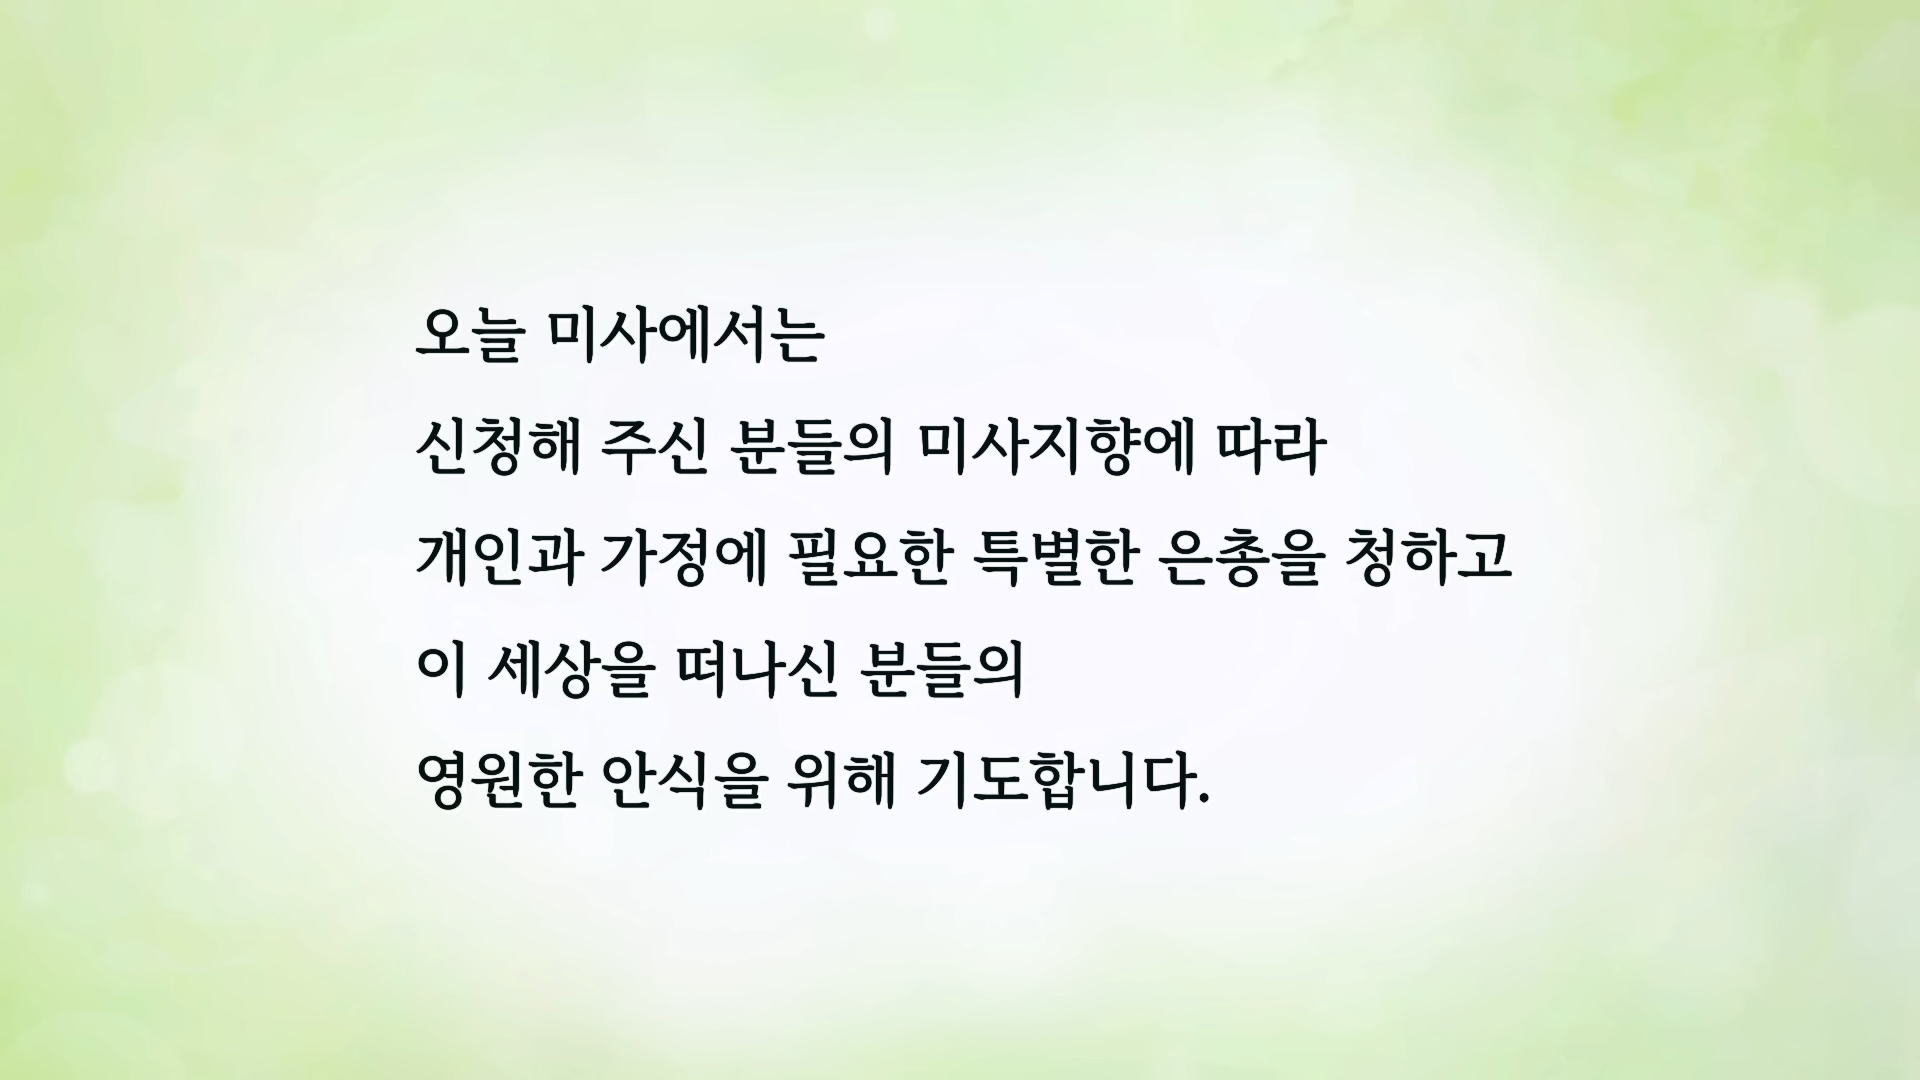 오늘 미사에서는
신청해 주신 분들의 미사지향에 따라
개인과 가정에 필요한 특별한 은총을 청하고
이 세상을 떠나신 분들의
영원한 안식을 위해 기도합니다.